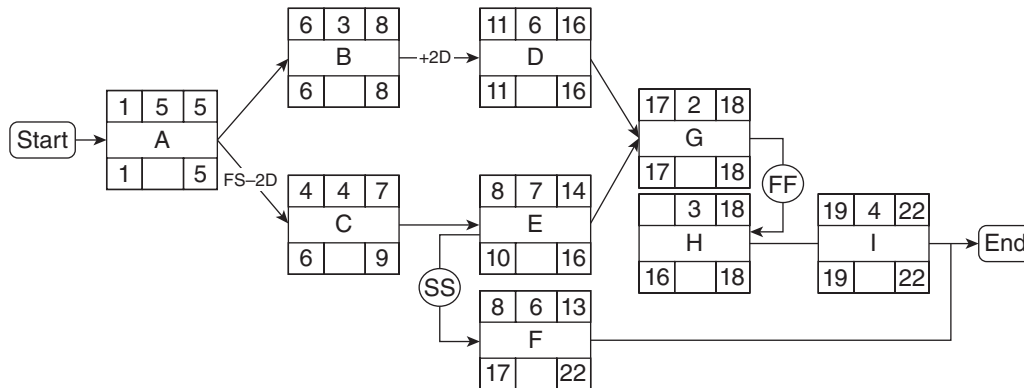 Start
1 5 5
A
1 5
FS–2D
6 3 8
B
6 8
+2D
11 6 16
D
11 16
4 4 7
C
6 9
8 7 14
E
10 16
SS
8 6 13
F
17 22
17 2 18
G
17 18
FF
3 18
H
16 18
19 4 22
I
19 22
End